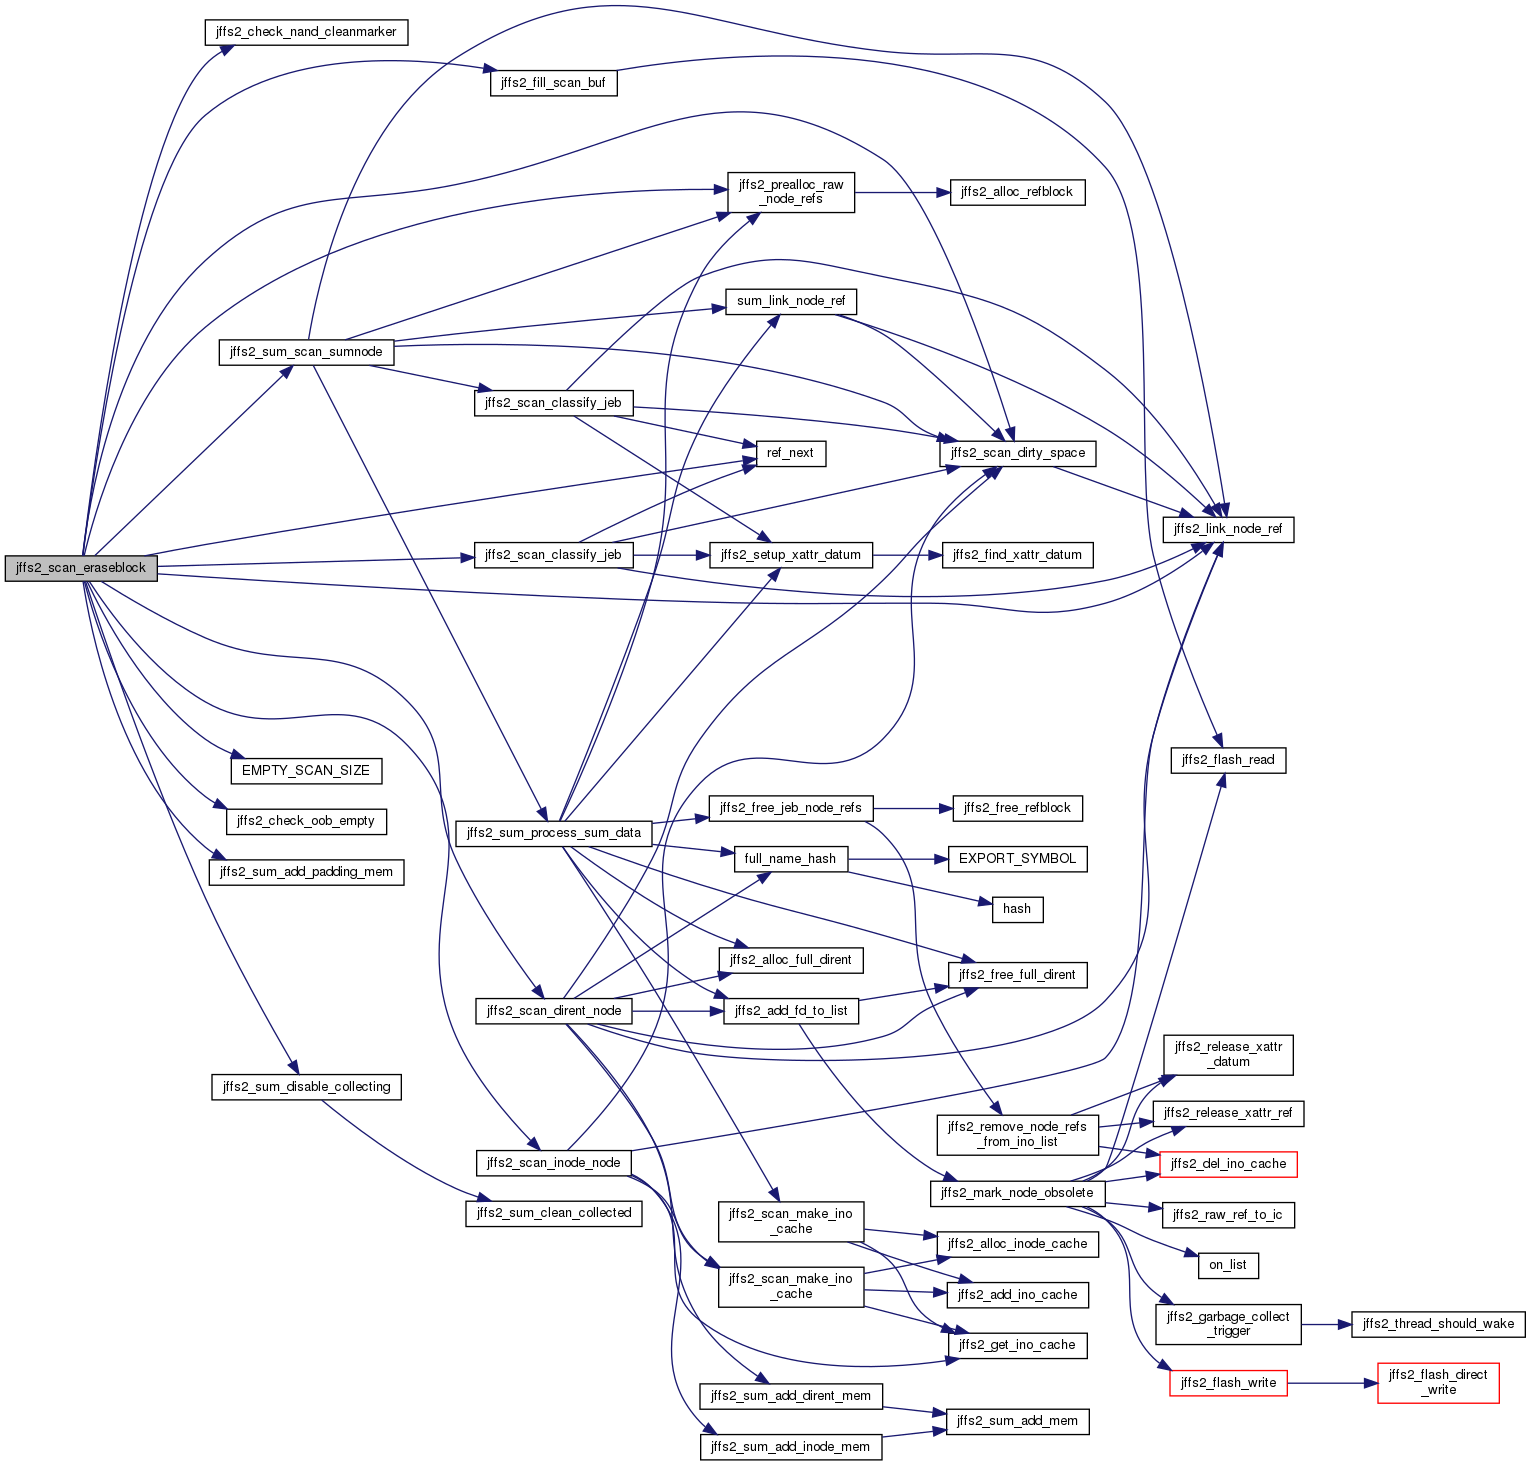 jffs2_check_nand_cleanmarker
jffs2_fill_scan_buf
jffs2_prealloc_raw
_node_refs
jffs2_alloc_refblock
sum_link_node_ref
jffs2_sum_scan_sumnode
jffs2_scan_classify_jeb
ref_next
jffs2_scan_dirty_space
jffs2_link_node_ref
jffs2_scan_eraseblock
jffs2_scan_classify_jeb
jffs2_setup_xattr_datum
jffs2_find_xattr_datum
EMPTY_SCAN_SIZE
jffs2_flash_read
jffs2_check_oob_empty
jffs2_sum_process_sum_data
jffs2_free_jeb_node_refs
jffs2_free_refblock
jffs2_sum_add_padding_mem
full_name_hash
EXPORT_SYMBOL
hash
jffs2_alloc_full_dirent
jffs2_free_full_dirent
jffs2_scan_dirent_node
jffs2_add_fd_to_list
jffs2_release_xattr
_datum
jffs2_sum_disable_collecting
jffs2_remove_node_refs
_from_ino_list
jffs2_release_xattr_ref
jffs2_scan_inode_node
jffs2_del_ino_cache
jffs2_mark_node_obsolete
jffs2_sum_clean_collected
jffs2_scan_make_ino
_cache
jffs2_raw_ref_to_ic
jffs2_alloc_inode_cache
on_list
jffs2_scan_make_ino
_cache
jffs2_add_ino_cache
jffs2_garbage_collect
_trigger
jffs2_thread_should_wake
jffs2_get_ino_cache
jffs2_flash_write
jffs2_flash_direct
_write
jffs2_sum_add_dirent_mem
jffs2_sum_add_mem
jffs2_sum_add_inode_mem